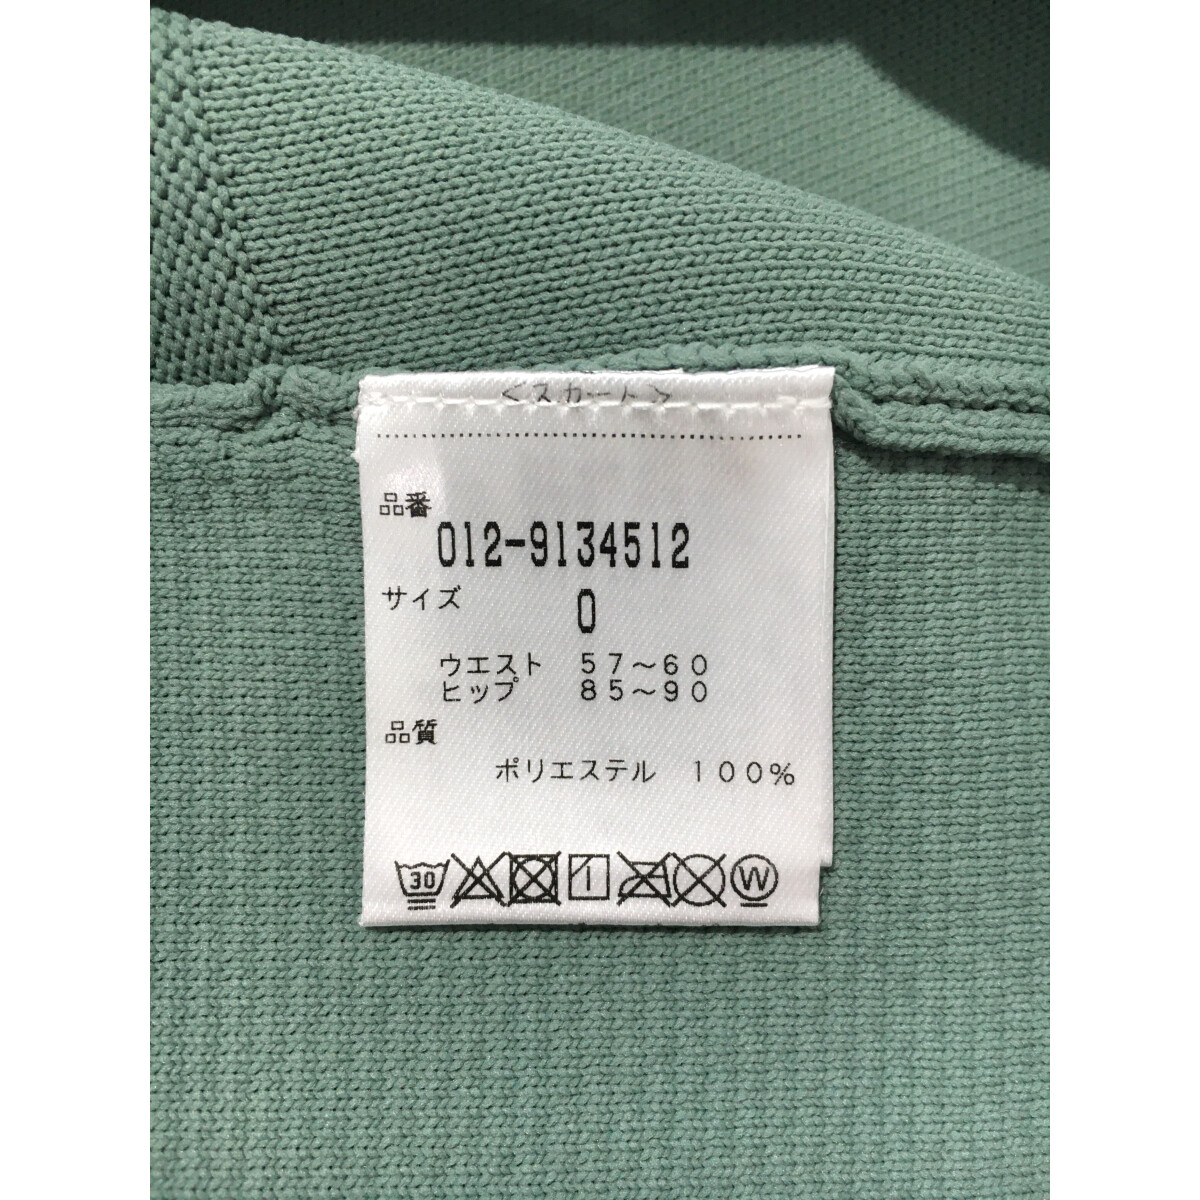 ＜スカート＞
品番
012-9134512
サイズ 0
ウエスト 57～60
ヒップ 85～90
品質
ポリエステル 100%
30 W